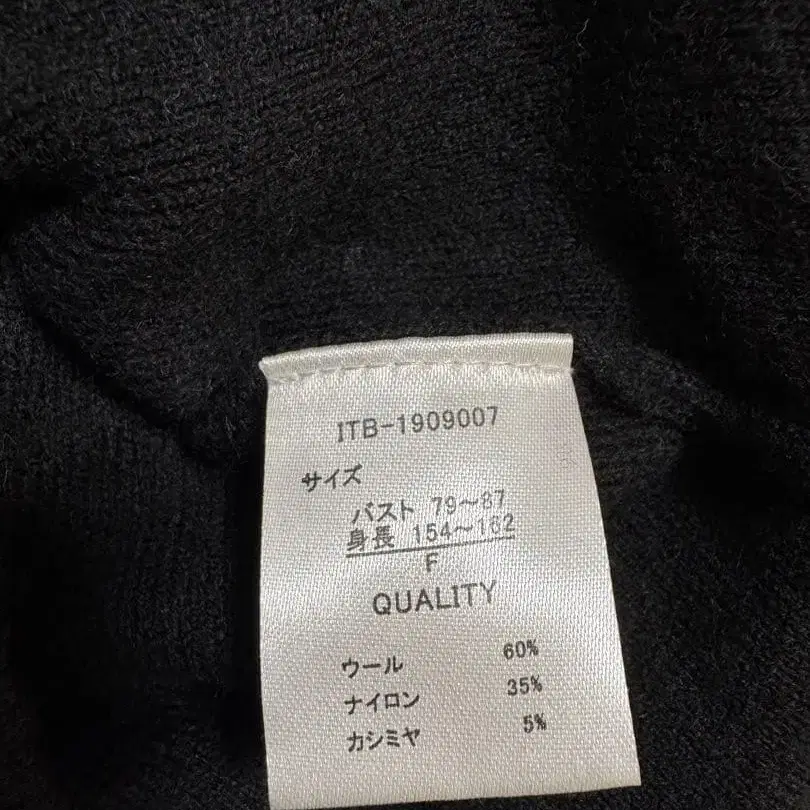 ITB-1909007
サイズ
バスト 79～87
身長 154～162
F
QUALITY
ウール 60%
ナイロン 35%
カシミヤ 5%